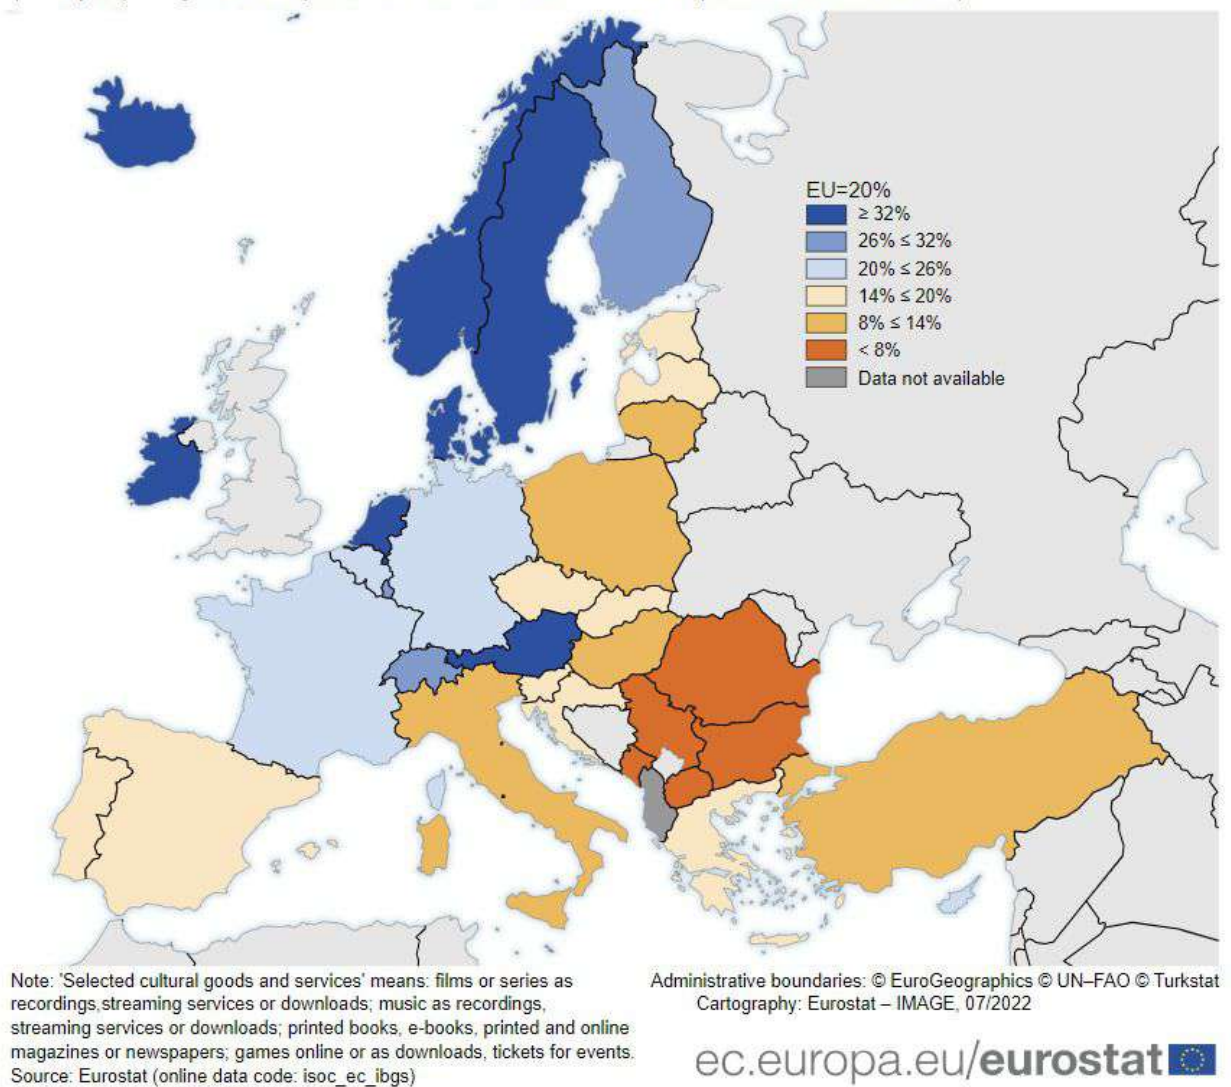 EU=20%
≥ 32%
26% ≤ 32%
20% ≤ 26%
14% ≤ 20%
8% ≤ 14%
< 8%
Data not available
Note: 'Selected cultural goods and services' means: films or series as
recordings,streaming services or downloads; music as recordings,
streaming services or downloads; printed books, e-books, printed and online
magazines or newspapers; games online or as downloads, tickets for events.
Source: Eurostat (online data code: isoc_ec_ibgs)
Administrative boundaries: © EuroGeographics © UN–FAO © Turkstat
Cartography: Eurostat – IMAGE, 07/2022
ec.europa.eu/eurostat